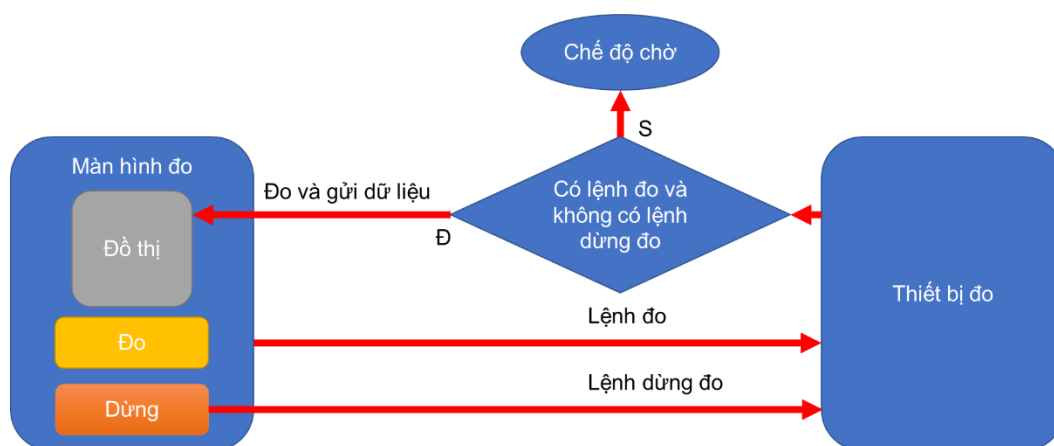 Chế độ chờ
S
Màn hình đo
Đo và gửi dữ liệu
Đ
Có lệnh đo và
không có lệnh
dừng đo
Đồ thị
Thiết bị đo
Lệnh đo
Đo
Lệnh dừng đo
Dừng